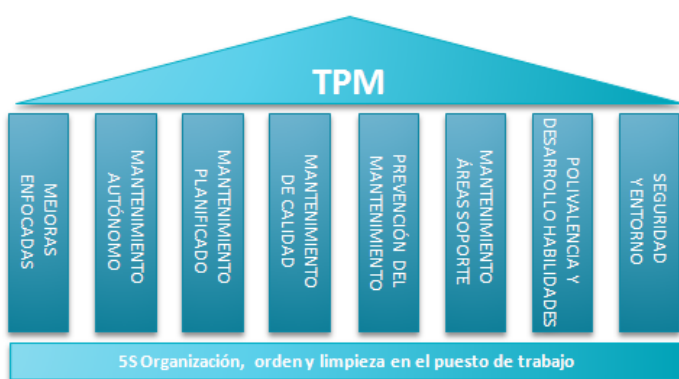 TPM
MEJORAS
ENFOCADAS
MANTENIMIENTO
AUTÓNOMO
MANTENIMIENTO
PLANIFICADO
MANTENIMIENTO
DE CALIDAD
PREVENCIÓN DEL
MANTENIMIENTO
MANTENIMIENTO
ÁREAS SOPORTE
POLIVALENCIA Y
DESARROLLO HABILIDADES
SEGURIDAD
Y ENTORNO
5S Organización, orden y limpieza en el puesto de trabajo